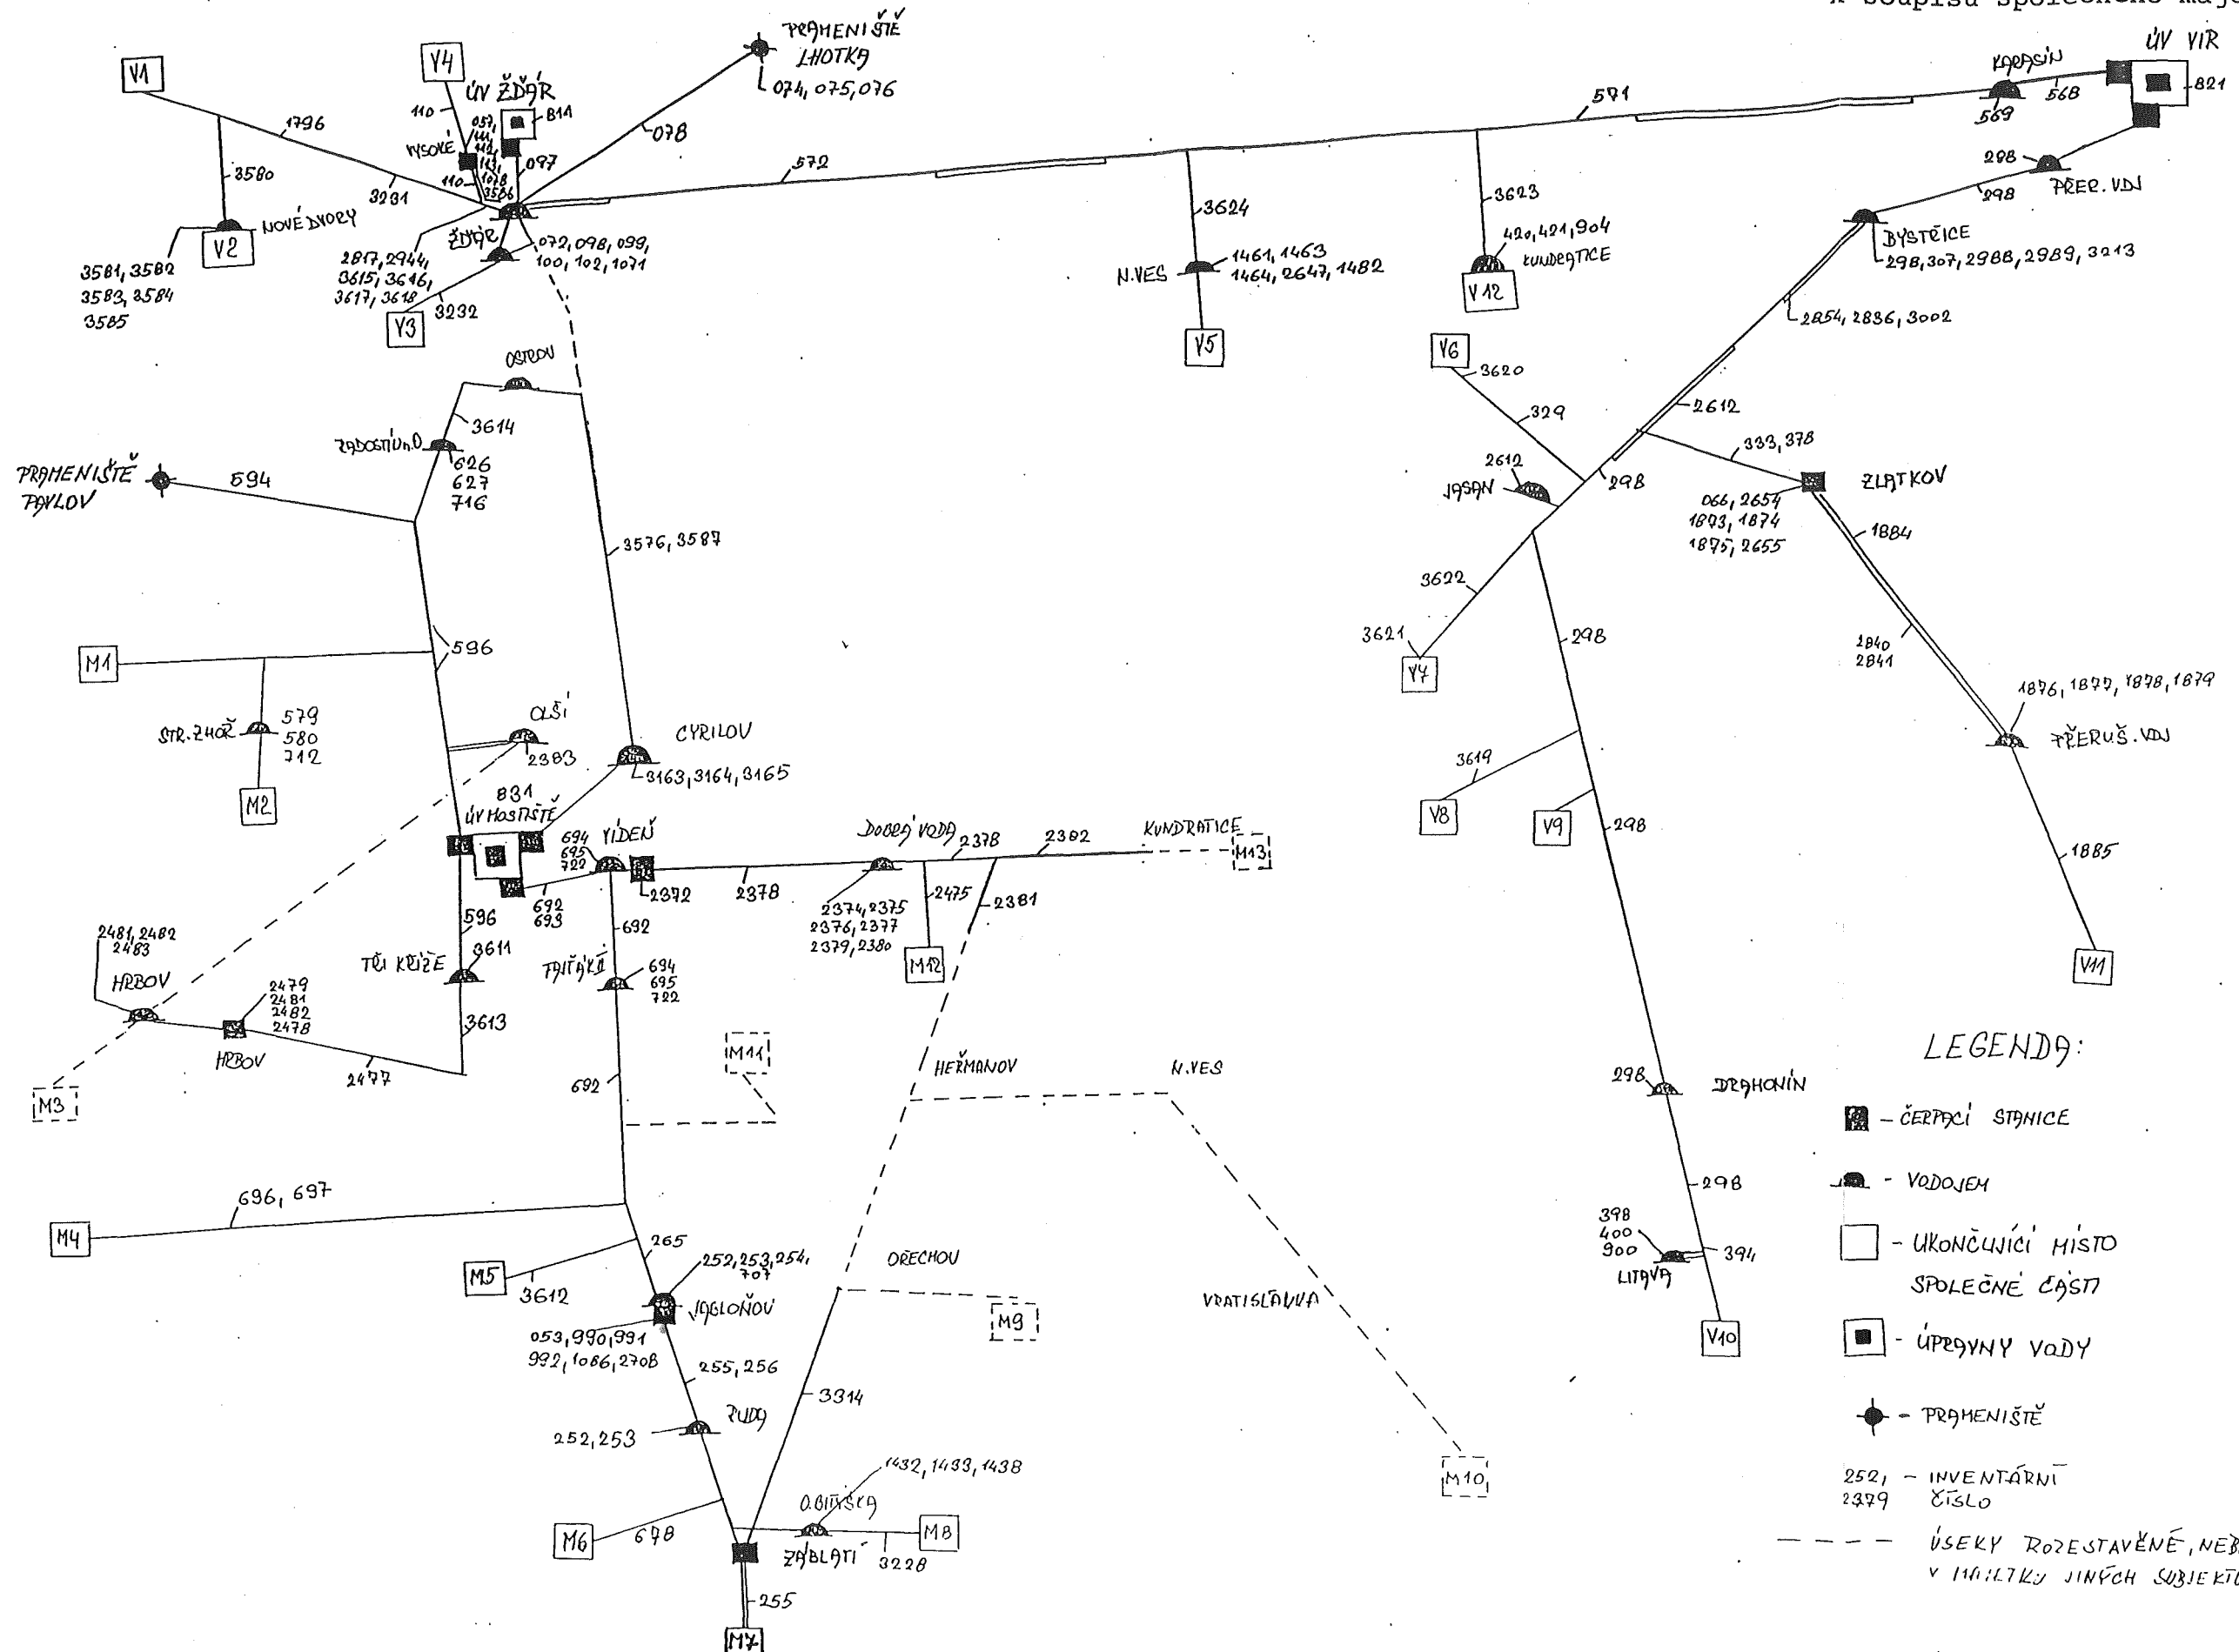 V1
V4
ÚV ŽĎÁR
814
PRAMENIŠTĚ
LHOTKA
074, 075, 076
ÚV VIR
821
KARASÍN
568
569
571
110
VYSOKÉ
057,
097
110
3586
078
1796
3580
3231
572
NOVÉ DVORY
V2
3581, 3582
3583, 3584
3585
ŽĎÁR
2817, 2944,
3615, 3616,
3617, 3618
072, 098, 099,
100, 102, 1071
3232
V3
3624
N.VES
1461, 1463
1464, 2647, 1482
V5
3623
420, 421, 904
KUNDRATICE
V12
298
PŘER. VDJ
298
BYSTŘICE
298, 307, 2988, 2989, 3213
2854, 2836, 3002
OSTROV
3614
RADOSTÍN n.O
626
627
716
PRAMENIŠTĚ
PAVLOV
594
3576, 3587
V6
3620
329
2612
333, 378
ZLATKOV
2612
JASAN
298
066, 2654
1873, 1874
1875, 2655
1884
3622
3621
V7
298
2840
2841
1876, 1877, 1878, 1879
PŘERUŠ. VDJ
M1
596
STR. ZHOŘ
579
580
712
M2
OLŠÍ
2383
CYRILOV
3163, 3164, 3165
831
ÚV MOSTIŠTĚ
694
695
722
VÍDEŇ
692
693
2372
2378
DOBRÁ VODA
2378
2382
KUNDRATICE
M13
2374, 2375
2376, 2377
2379, 2380
2475
2381
M12
3619
V8
V9
298
1885
V11
596
3611
TŘI KŘÍŽE
692
694
695
722
2481, 2482
2483
HRBOV
2479
2481
2482
2478
HRBOV
3613
2477
M3
M11
692
HEŘMANOV
N.VES
298
DRAHONÍN
298
398
400
900
LITAVA
394
V10
696, 697
M4
265
M5
3612
252, 253, 254,
707
JABLOŇOV
053, 990, 991
992, 1086, 2708
255, 256
OŘECHOV
M9
VRATISLÁVKA
M10
3314
RUDA
252, 253
M6
678
1432, 1433, 1438
O.BITÝŠKA
ZÁBLATÍ
3228
M8
255
M7
LEGENDA:
- ČERPACÍ STANICE
- VODOJEM
- UKONČUJÍCÍ MÍSTO
SPOLEČNÉ ČÁSTI
- ÚPRAVNY VODY
- PRAMENIŠTĚ
252, - INVENTÁRNÍ
2379 ČÍSLO
ÚSEKY ROZESTAVĚNÉ, NEB
V MAJETKU JINÝCH SUBJEKTŮ